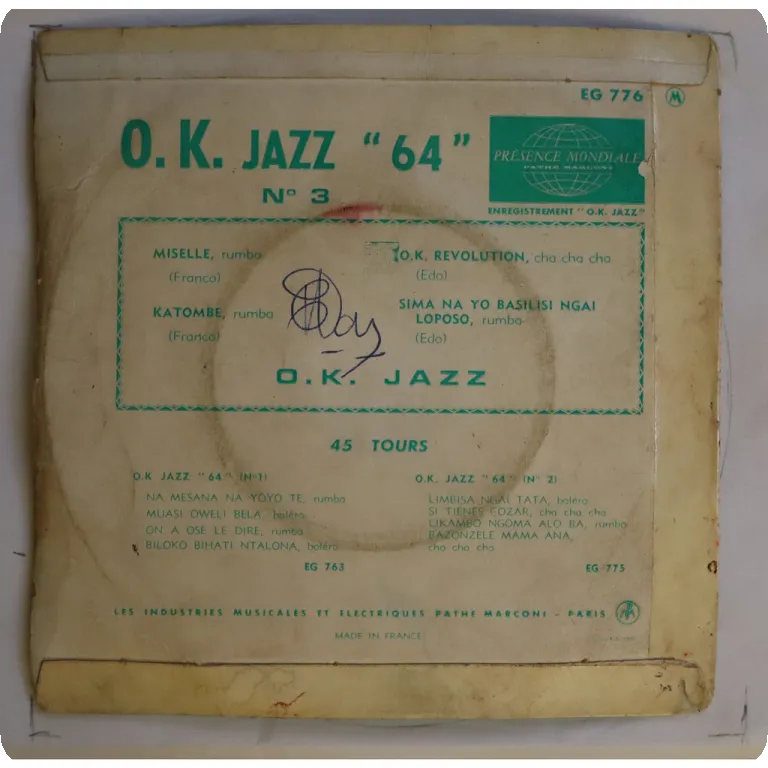 EG 776 M
O.K. JAZZ "64"
N° 3
PRÉSENCE MONDIALE
PATHE MARCONI
ENREGISTREMENT "O.K. JAZZ"
MISELLE, rumba
(Franco)
KATOMBE, rumba
(Franco)
O.K. REVOLUTION, cha cha cha
(Edo)
SIMA NA YO BASILISI NGAI
LOPOSO, rumba
(Edo)
O.K. JAZZ
45 TOURS
O.K JAZZ "64" (N°1)
NA MESANA NA YOYO TE, rumba
MUASI OWELI BELA, boléro
ON A OSÉ LE DIRE, rumba
BILOKO BIHATI NTALONA, boléro
EG 763
O.K. JAZZ "64" (N° 2)
LIMBISA NGAI TATA, boléro
SI TIENES GOZAR, cha cha cha
LIKAMBO NGOMA ALO BA, rumba
BAZONZELE MAMA ANA,
cha cha cha
EG 775
LES INDUSTRIES MUSICALES ET ELECTRIQUES PATHE MARCONI - PARIS
MADE IN FRANCE